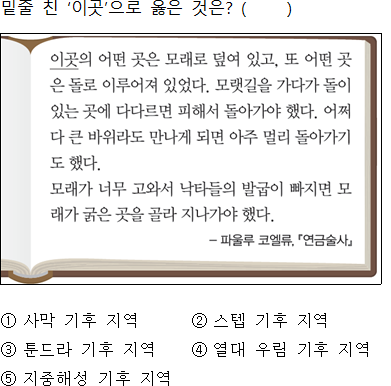 밑줄 친 '이곳'으로 옳은 것은? (      )
이곳의 어떤 곳은 모래로 덮여 있고, 또 어떤 곳
은 돌로 이루어져 있었다. 모랫길을 가다가 돌이
있는 곳에 다다르면 피해서 돌아가야 했다. 어쩌
다 큰 바위라도 만나게 되면 아주 멀리 돌아가기
도 했다.
모래가 너무 고와서 낙타들의 발굽이 빠지면 모
래가 굵은 곳을 골라 지나가야 했다.
- 파울루 코엘류, 『연금술사』
① 사막 기후 지역 ② 스텝 기후 지역
③ 툰드라 기후 지역 ④ 열대 우림 기후 지역
⑤ 지중해성 기후 지역